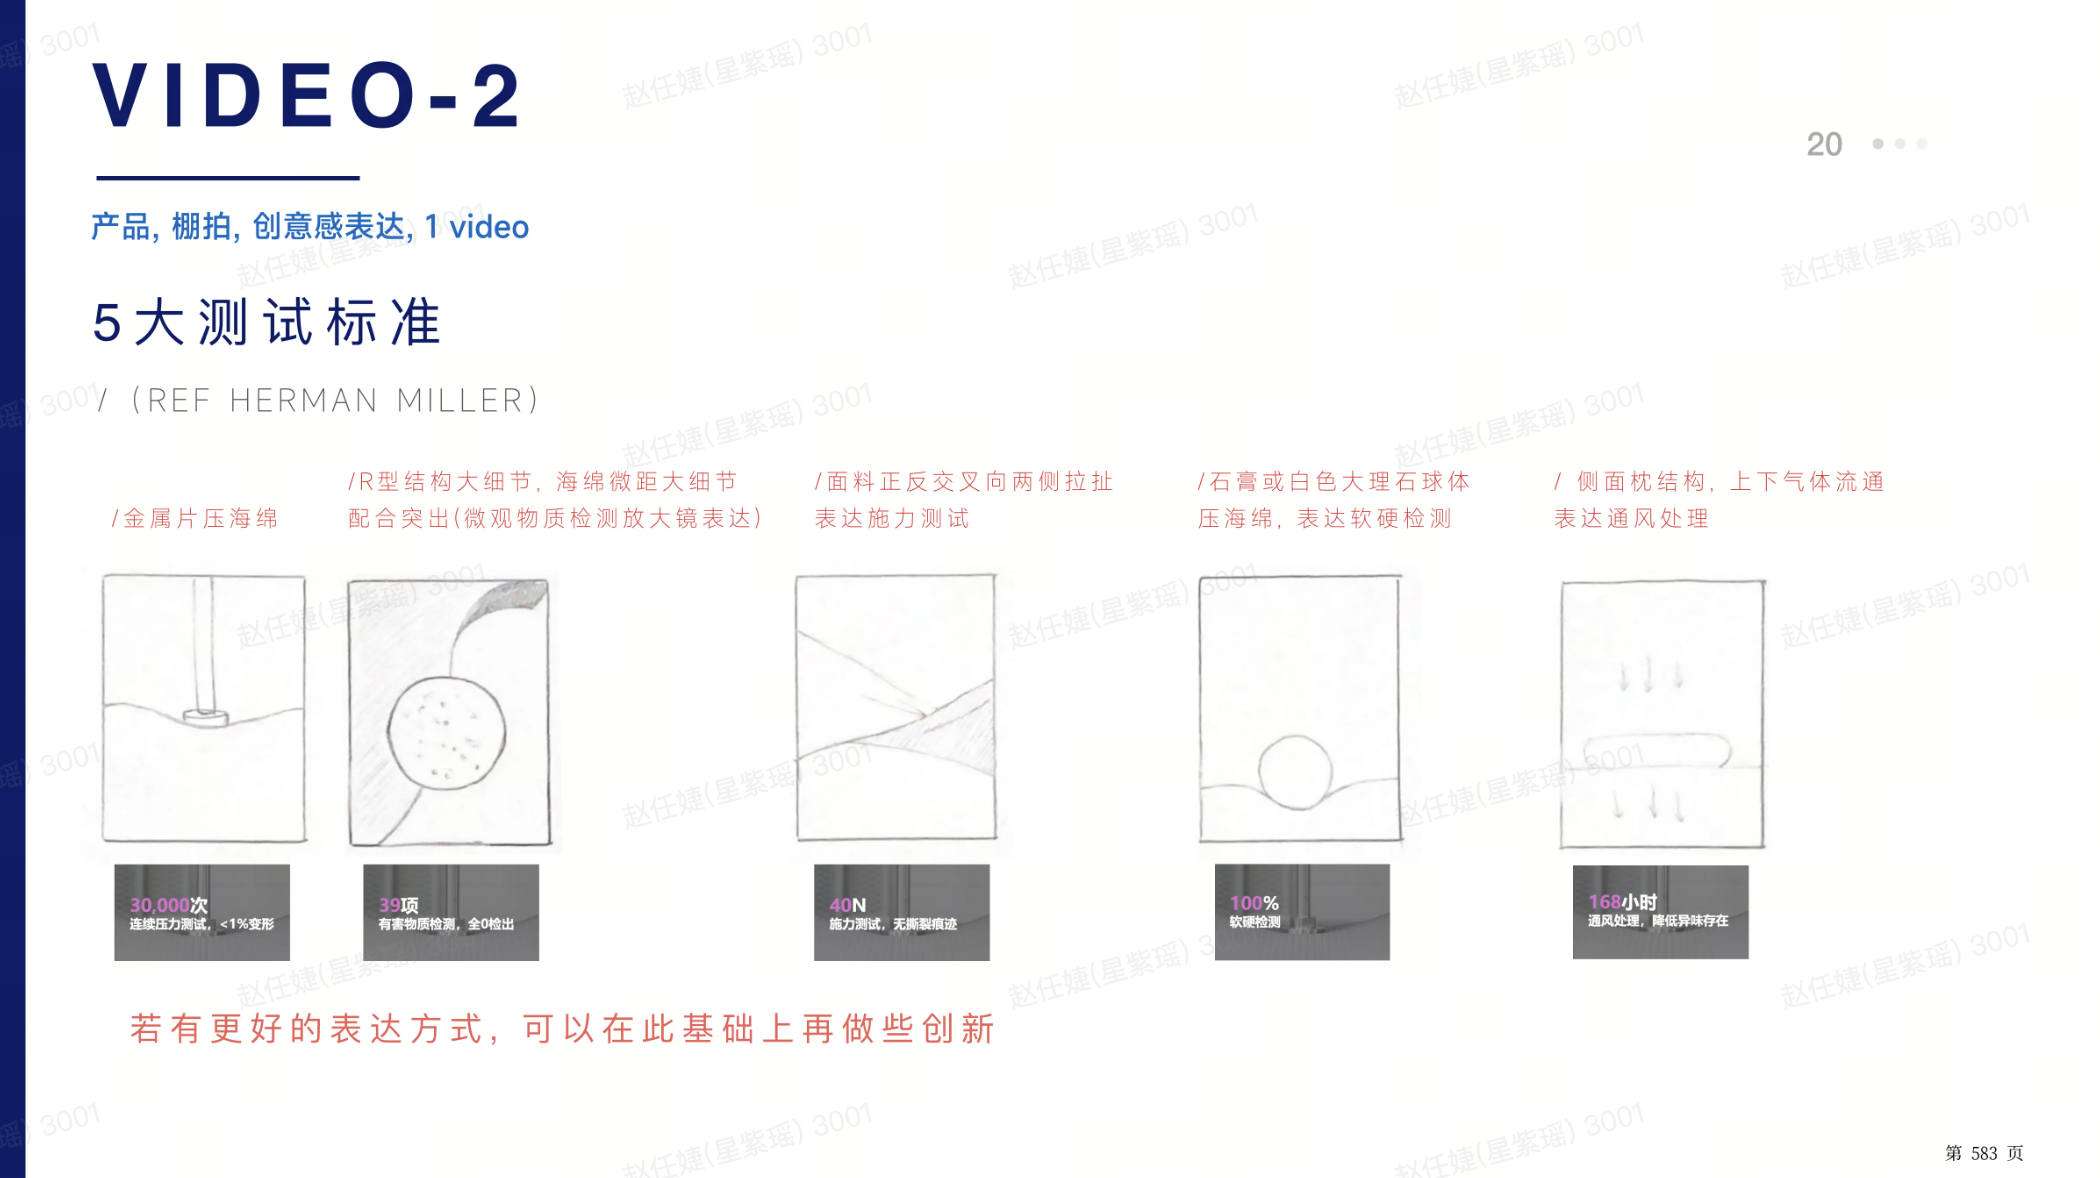 VIDEO-2
20
产品, 棚拍, 创意感表达, 1 video
5大测试标准
/（REF HERMAN MILLER）
/金属片压海绵
/R型结构大细节, 海绵微距大细节
配合突出(微观物质检测放大镜表达)
/面料正反交叉向两侧拉扯
表达施力测试
/石膏或白色大理石球体
压海绵, 表达软硬检测
/ 侧面枕结构, 上下气体流通
表达通风处理
30,000次
连续压力测试，<1%变形
39项
有害物质检测，全0检出
40N
施力测试，无撕裂痕迹
100%
软硬检测
168小时
通风处理，降低异味存在
若有更好的表达方式, 可以在此基础上再做些创新
第 583 页
赵任婕(星紫瑶) 3001